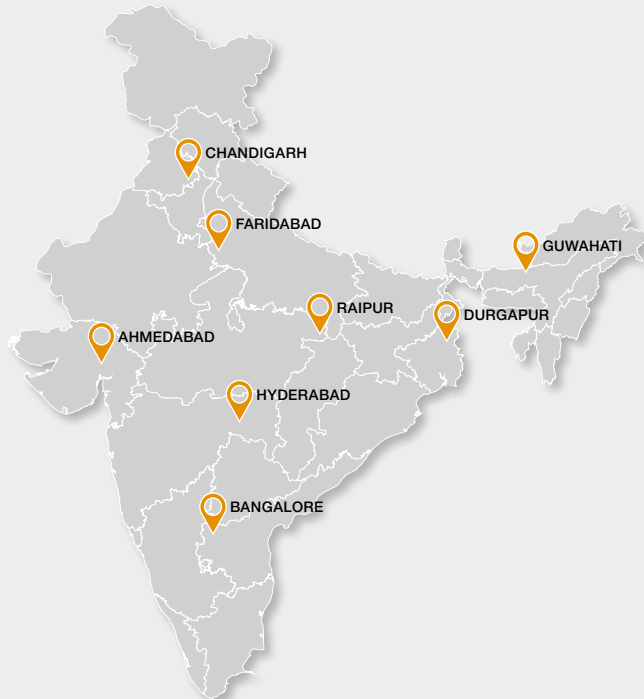 CHANDIGARH
FARIDABAD
GUWAHATI
RAIPUR
DURGAPUR
AHMEDABAD
HYDERABAD
BANGALORE